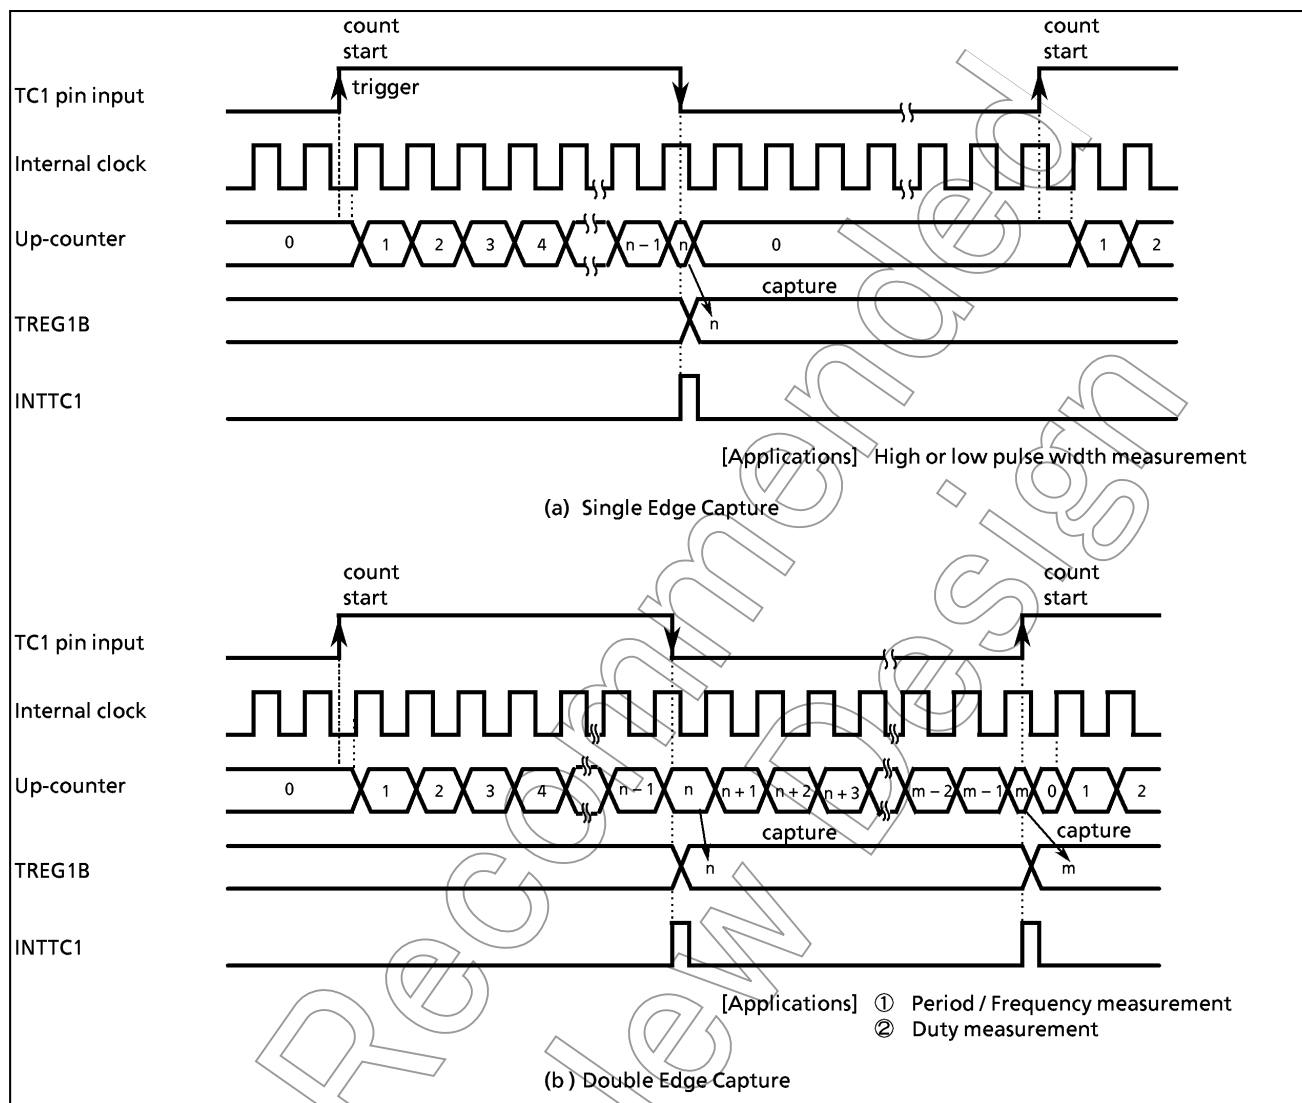 count
start
count
start
trigger
TC1 pin input
Internal clock
Up-counter
0 1 2 3 4 n – 1 n 0 1 2
capture
TREG1B
n
INTTC1
[Applications] High or low pulse width measurement
(a) Single Edge Capture
count
start
count
start
TC1 pin input
Internal clock
Up-counter
0 1 2 3 4 n – 1 n n + 1 n + 2 n + 3 m – 2 m – 1 m 0 1 2
capture
capture
TREG1B
n
m
INTTC1
[Applications] ① Period / Frequency measurement
② Duty measurement
(b) Double Edge Capture
Recommended
Design